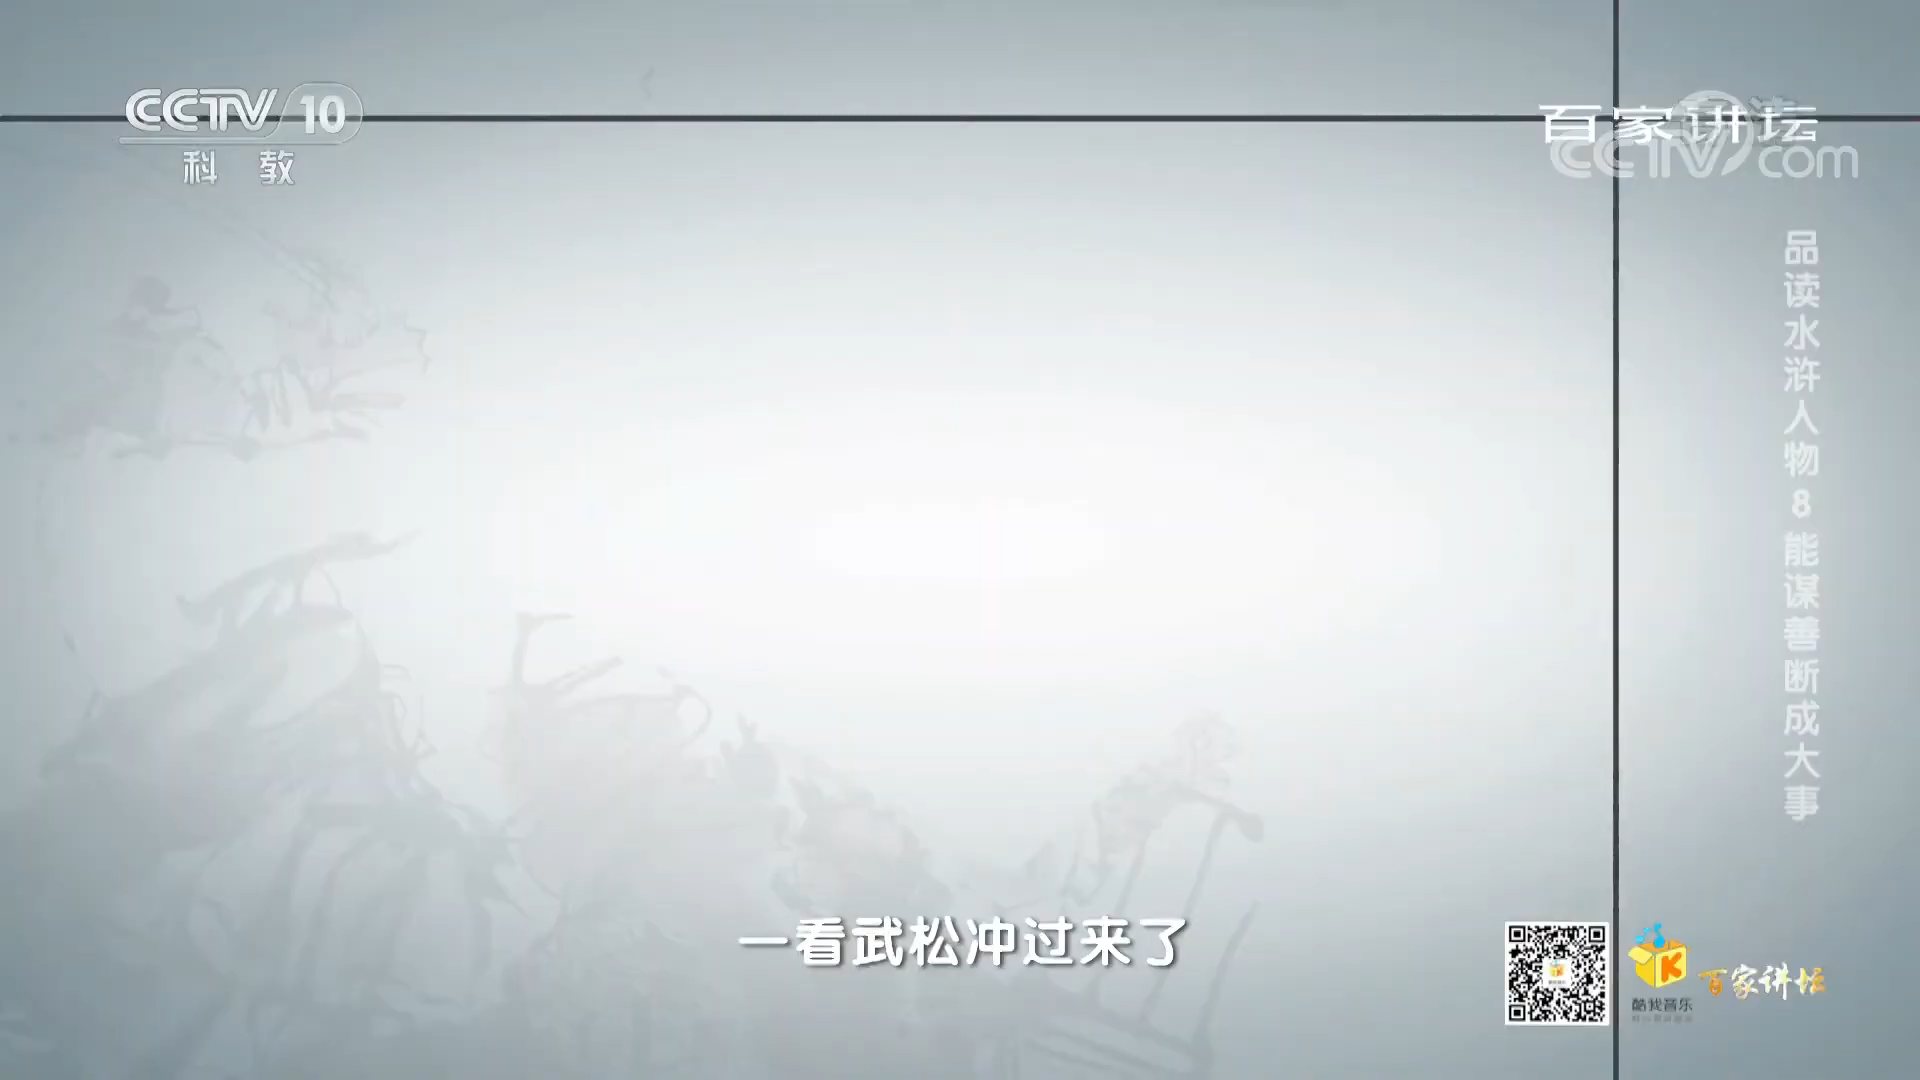 CCTV 10
科 教
百家讲坛
CCTV.com
品读水浒人物8能谋善断成大事
一看武松冲过来了
酷我音乐
百家讲坛